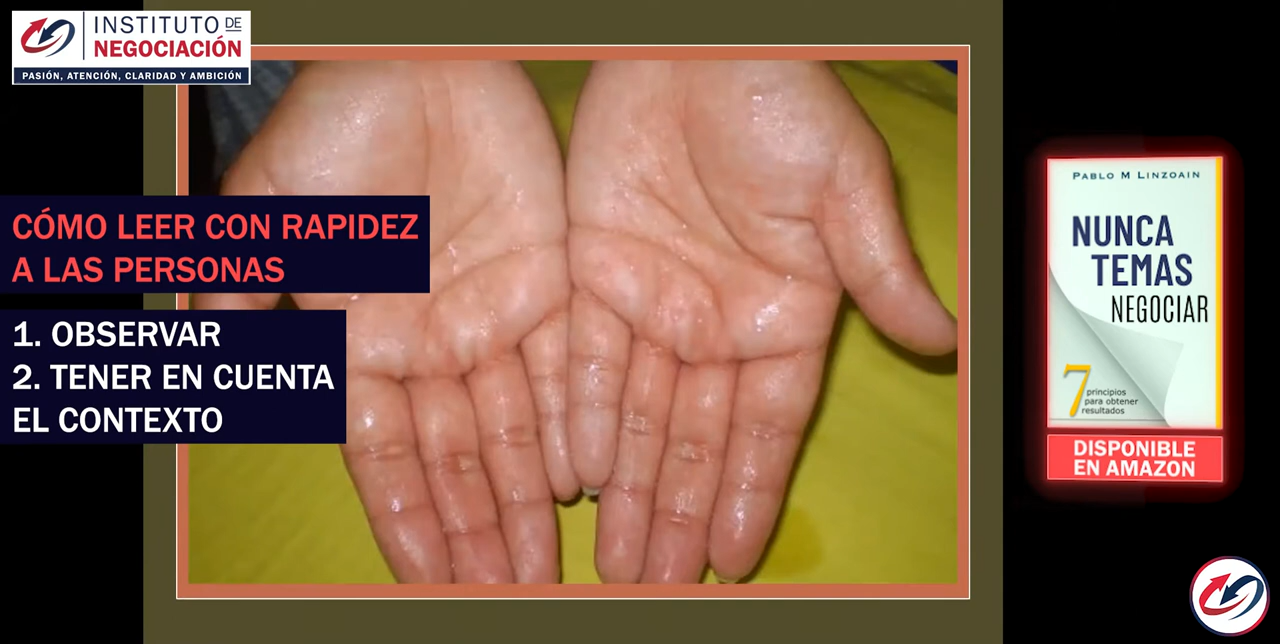 INSTITUTO DE
NEGOCIACIÓN
PASIÓN, ATENCIÓN, CLARIDAD Y AMBICIÓN
CÓMO LEER CON RAPIDEZ
A LAS PERSONAS
1. OBSERVAR
2. TENER EN CUENTA
EL CONTEXTO
PABLO M LINZOAIN
NUNCA
TEMAS
NEGOCIAR
7 principios
para obtener
resultados
DISPONIBLE
EN AMAZON